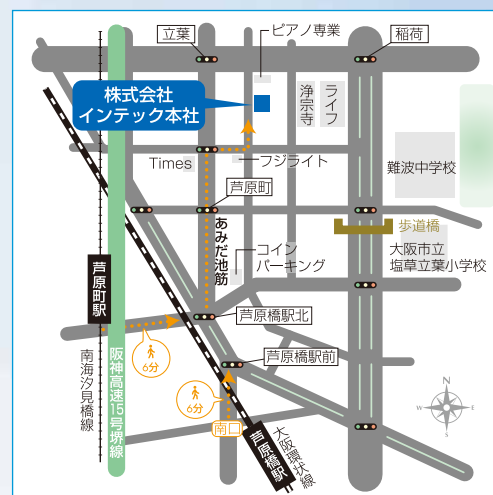 立葉
ピアノ専業
稲荷
株式会社
インテック本社
浄宗寺
ライフ
Times
フジライト
難波中学校
芦原町
あみだ池筋
歩道橋
大阪市立
塩草立葉小学校
コイン
パーキング
芦原町駅
芦原橋駅北
芦原橋駅前
6分
6分
南海汐見橋線
阪神高速15号堺線
南口
芦原橋駅
大阪環状線
N
W
E
S